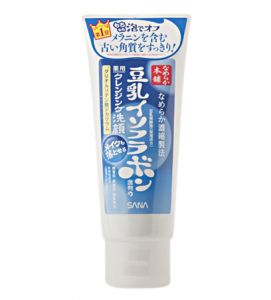 泡でオフ
メラニンを含む
古い角質をすっきり!
第1位
なめらか
本舗
なめらか濃縮製法
薬用
クレンジング洗顔
豆乳イソフラボン
メイクも
落とせる
SANA